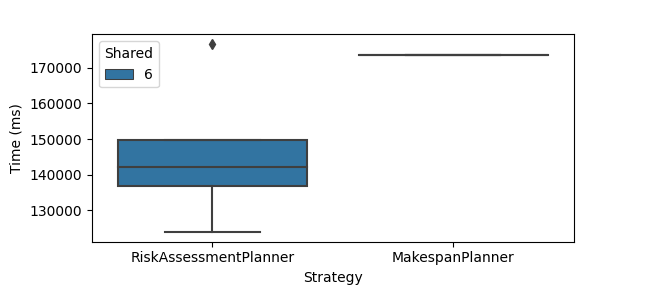 Shared
6
Time (ms)
170000
160000
150000
140000
130000
RiskAssessmentPlanner
MakespanPlanner
Strategy